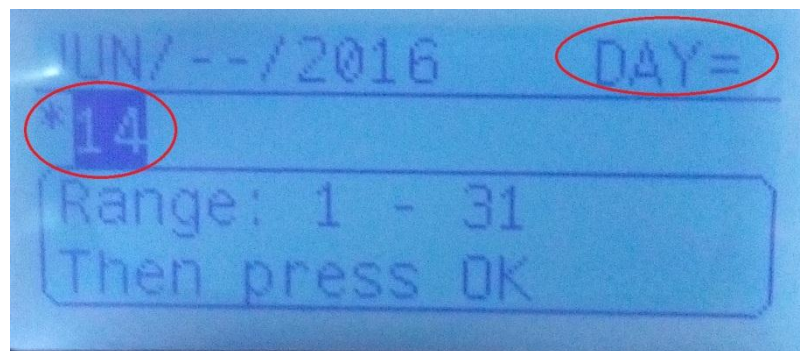 JUN/--/2016 DAY=
*14
Range: 1 - 31
Then press OK